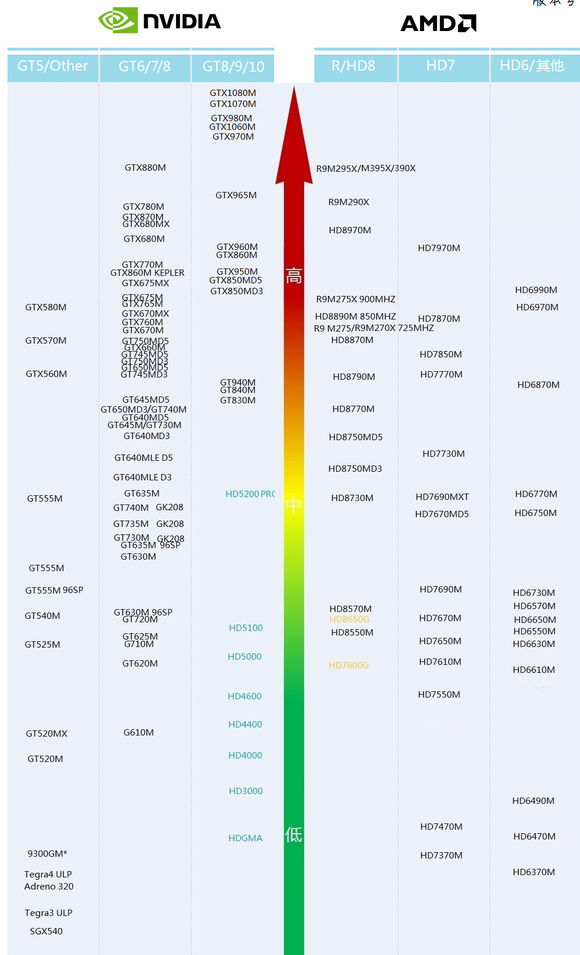 NVIDIA
GT5/Other
GT6/7/8
GT8/9/10
GTX580M
GTX570M
GTX560M
GT555M
GT555M
GT555M 96SP
GT540M
GT525M
GT520MX
GT520M
9300GM*
Tegra4 ULP
Adreno 320
Tegra3 ULP
SGX540
GTX880M
GTX780M
GTX870M
GTX680MX
GTX680M
GTX770M
GTX860M KEPLER
GTX675MX
GTX675M
GTX765M
GTX670MX
GTX760M
GTX670M
GT750MD5
GTX660M
GT745MD5
GT750MD3
GT650MD5
GT745MD3
GT645MD5
GT650MD3/GT740M
GT640MD5
GT645M/GT730M
GT640MD3
GT640MLE D5
GT640MLE D3
GT635M
GT740M GK208
GT735M GK208
GT730M GK208
GT635M 96SP
GT630M
GT630M 96SP
GT720M
GT625M
G710M
GT620M
G610M
GTX1080M
GTX1070M
GTX980M
GTX1060M
GTX970M
GTX965M
GTX960M
GTX860M
GTX950M
GTX850MD5
GTX850MD3
GT940M
GT840M
GT830M
HD5200 PRO
HD5100
HD5000
HD4600
HD4400
HD4000
HD3000
HDGMA
高
中
低
AMD
R/HD8
HD7
HD6/其他
R9M295X/M395X/390X
R9M290X
HD8970M
R9M275X 900MHZ
HD8890M 850MHZ
R9 M275/R9M270X 725MHZ
HD8870M
HD8790M
HD8770M
HD8750MD5
HD8750MD3
HD8730M
HD8570M
HD8650G
HD8550M
HD7600G
HD7970M
HD7870M
HD7850M
HD7770M
HD7730M
HD7690MXT
HD7670MD5
HD7690M
HD7670M
HD7650M
HD7610M
HD7550M
HD7470M
HD7370M
HD6990M
HD6970M
HD6870M
HD6770M
HD6750M
HD6730M
HD6570M
HD6650M
HD6550M
HD6630M
HD6610M
HD6490M
HD6470M
HD6370M